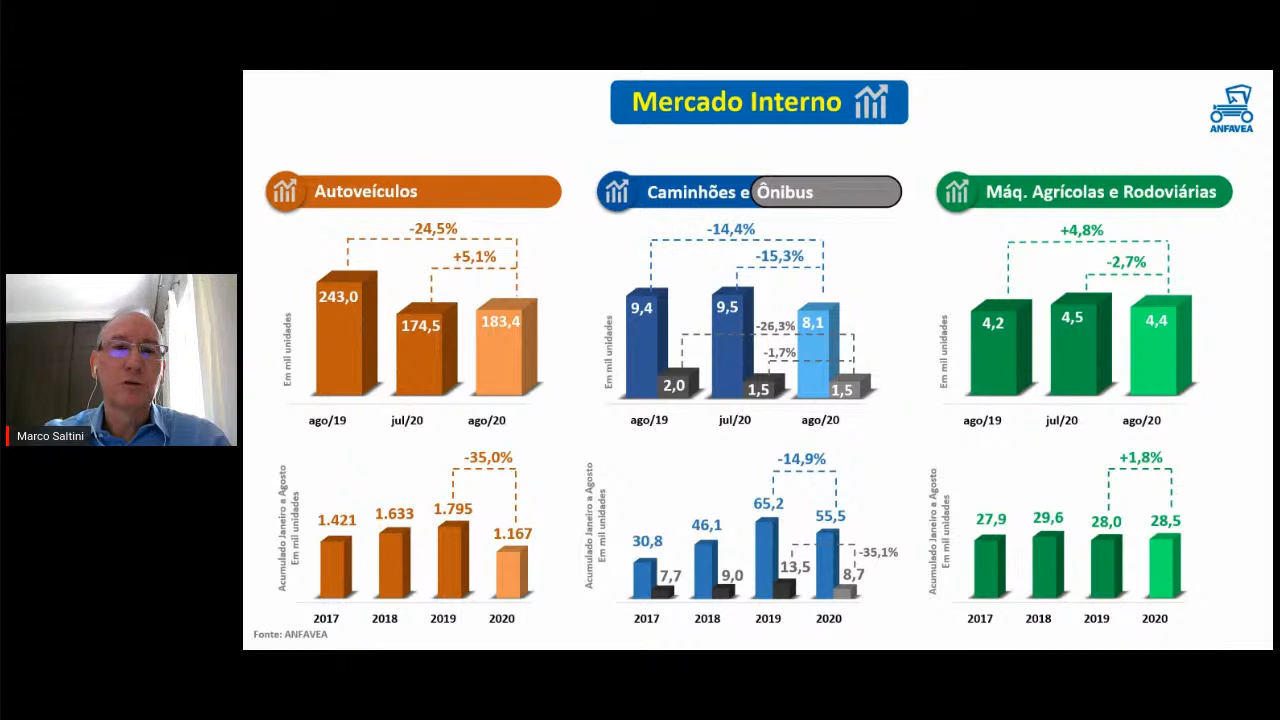 Mercado Interno
ANFAVEA
Autoveículos
-24,5%
+5,1%
243,0
174,5
183,4
Em mil unidades
ago/19 jul/20 ago/20
Caminhões e Ônibus
-14,4%
-15,3%
9,4
9,5
8,1
-26,3%
-1,7%
2,0
1,5
1,5
Em mil unidades
ago/19 jul/20 ago/20
Máq. Agrícolas e Rodoviárias
+4,8%
-2,7%
4,2
4,5
4,4
Em mil unidades
ago/19 jul/20 ago/20
Marco Saltini
-35,0%
1.421
1.633
1.795
1.167
Acumulado Janeiro a Agosto
Em mil unidades
2017 2018 2019 2020
-14,9%
30,8
46,1
65,2
55,5
-35,1%
7,7
9,0
13,5
8,7
Acumulado Janeiro a Agosto
Em mil unidades
2017 2018 2019 2020
+1,8%
27,9
29,6
28,0
28,5
Acumulado Janeiro a Agosto
Em mil unidades
2017 2018 2019 2020
Fonte: ANFAVEA